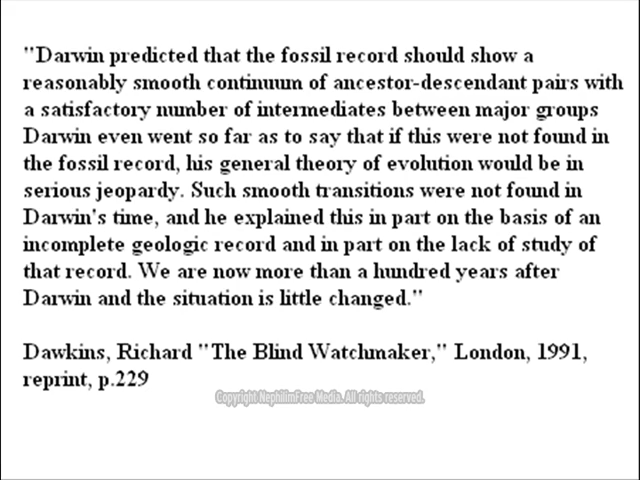 "Darwin predicted that the fossil record should show a
reasonably smooth continuum of ancestor-descendant pairs with
a satisfactory number of intermediates between major groups
Darwin even went so far as to say that if this were not found in
the fossil record, his general theory of evolution would be in
serious jeopardy. Such smooth transitions were not found in
Darwin's time, and he explained this in part on the basis of an
incomplete geologic record and in part on the lack of study of
that record. We are now more than a hundred years after
Darwin and the situation is little changed."
Dawkins, Richard "The Blind Watchmaker," London, 1991,
reprint, p.229
Copyright NephilimFree Media. All rights reserved.